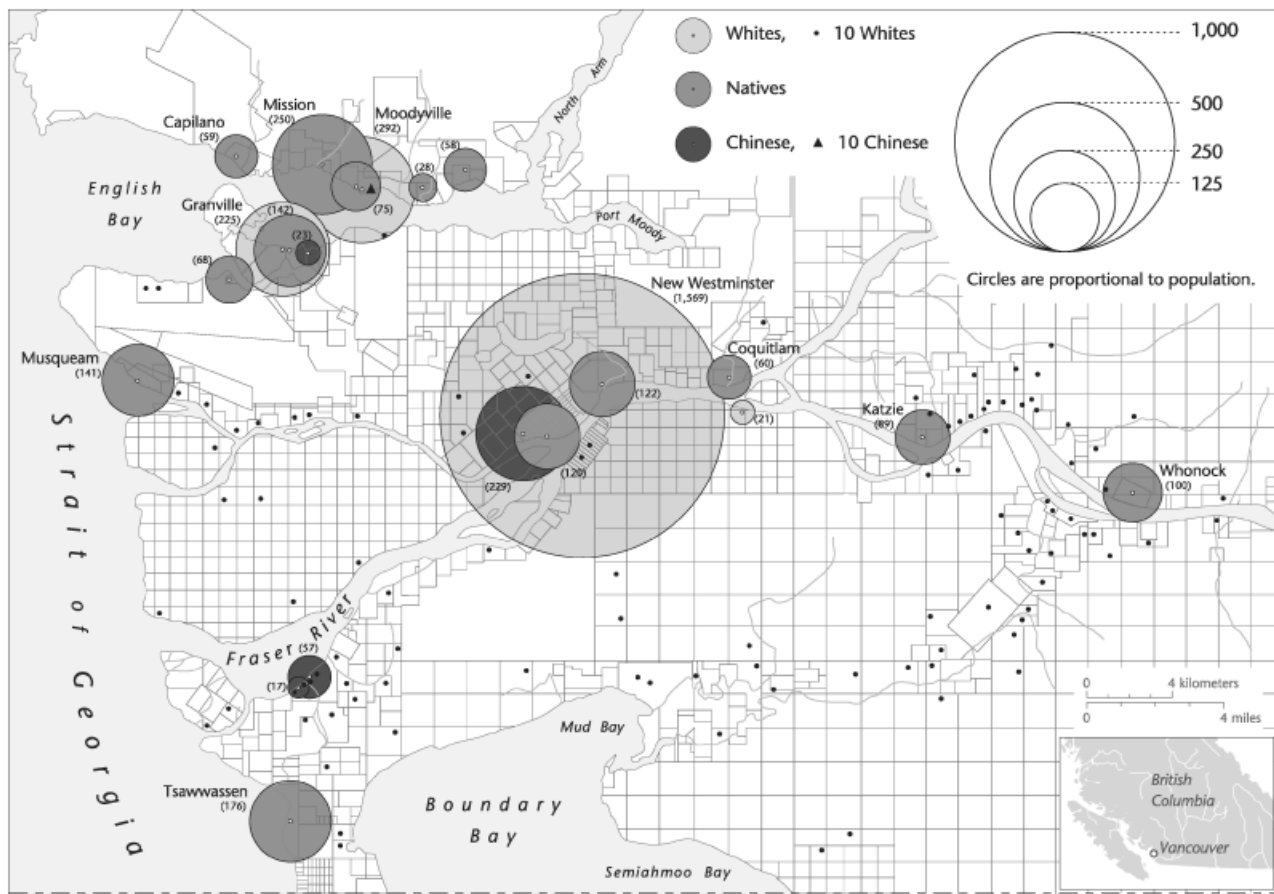 Whites, • 10 Whites
Natives
Chinese, ▲ 10 Chinese
1,000
500
250
125
Circles are proportional to population.
North Arm
Mission
(250)
Moodyville
(292)
Capilano
(59)
(58)
(28)
(75)
English
Bay
Granville
(225)
(142)
(23)
(68)
Port Moody
New Westminster
(1,569)
Musqueam
(141)
Coquitlam
(60)
(122)
(21)
Katzie
(89)
(120)
(229)
Whonock
(100)
Strait of Georgia
Fraser River
(57)
(17)
Mud Bay
Tsawwassen
(176)
Boundary
Bay
Semiahmoo Bay
0 4 kilometers
0 4 miles
British
Columbia
Vancouver